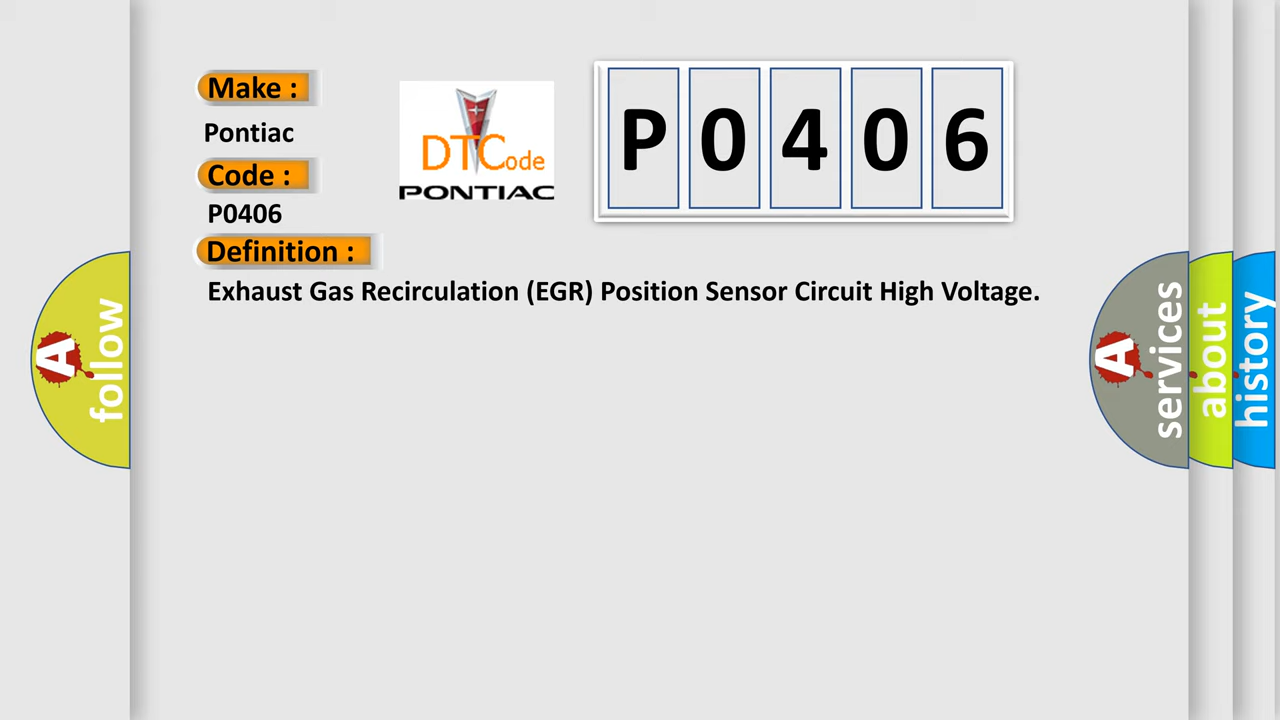 Make :
Pontiac
Code :
P0406
Definition :
Exhaust Gas Recirculation (EGR) Position Sensor Circuit High Voltage.
DTCode
PONTIAC
P0406
A follow
A services
about
history